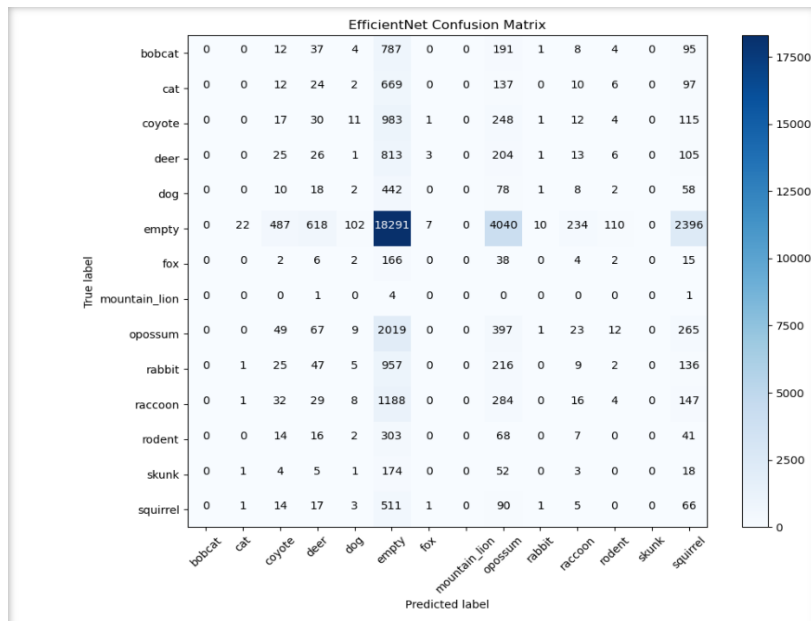 EfficientNet Confusion Matrix
bobcat 0 0 12 37 4 787 0 0 191 1 8 4 0 95
cat 0 0 12 24 2 669 0 0 137 0 10 6 0 97
coyote 0 0 17 30 11 983 1 0 248 1 12 4 0 115
deer 0 0 25 26 1 813 3 0 204 1 13 6 0 105
dog 0 0 10 18 2 442 0 0 78 1 8 2 0 58
empty 0 22 487 618 102 18291 7 0 4040 10 234 110 0 2396
fox 0 0 2 6 2 166 0 0 38 0 4 2 0 15
mountain_lion 0 0 0 1 0 4 0 0 0 0 0 0 0 1
opossum 0 0 49 67 9 2019 0 0 397 1 23 12 0 265
rabbit 0 1 25 47 5 957 0 0 216 0 9 2 0 136
raccoon 0 1 32 29 8 1188 0 0 284 0 16 4 0 147
rodent 0 0 14 16 2 303 0 0 68 0 7 0 0 41
skunk 0 1 4 5 1 174 0 0 52 0 3 0 0 18
squirrel 0 1 14 17 3 511 1 0 90 1 5 0 0 66
bobcat cat coyote deer dog empty fox mountain_lion opossum rabbit raccoon rodent skunk squirrel
True label
Predicted label
17500
15000
12500
10000
7500
5000
2500
0